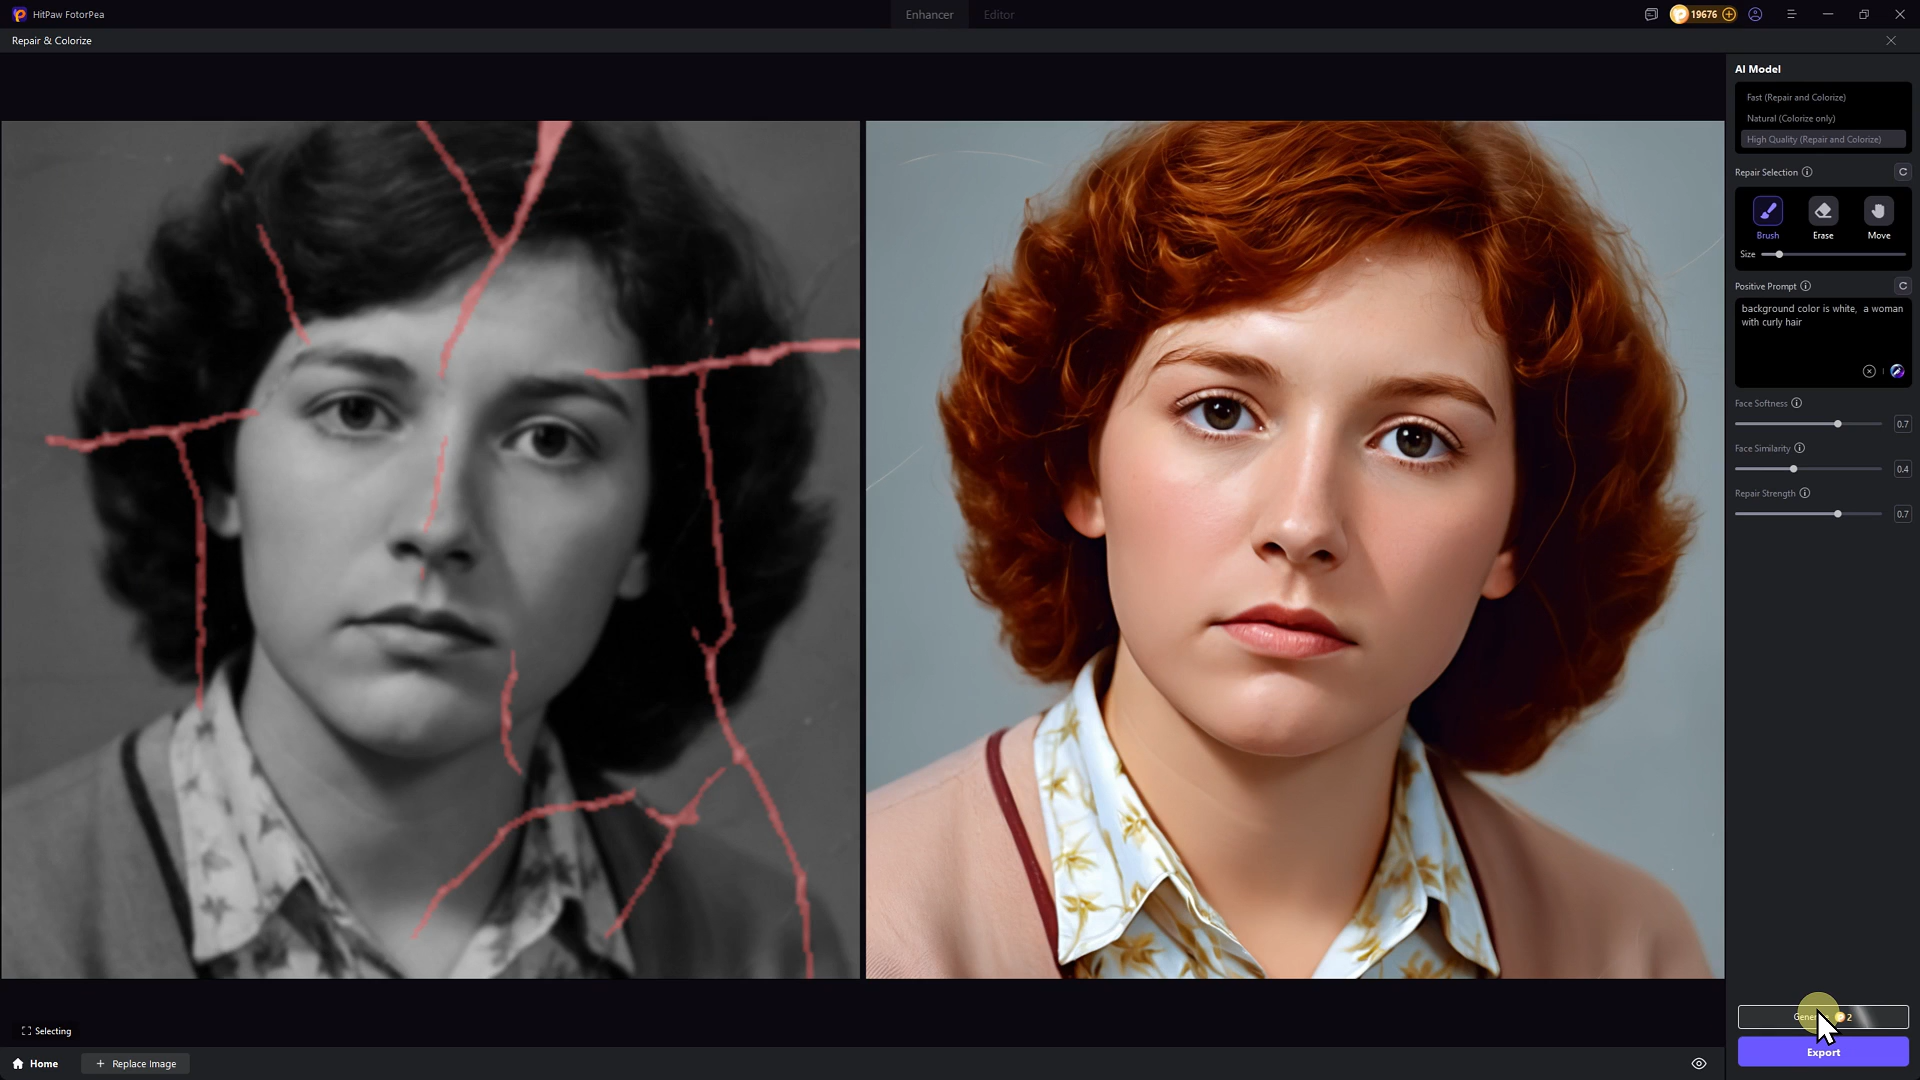 HitPaw FotorPea
Enhancer
Editor
19676
Repair & Colorize
AI Model
Fast (Repair and Colorize)
Natural (Colorize only)
High Quality (Repair and Colorize)
Repair Selection
Brush
Erase
Move
Size
Positive Prompt
background color is white, a woman
with curly hair
Face Softness
0.7
Face Similarity
0.4
Repair Strength
0.7
2
Export
Selecting
Home
Replace Image